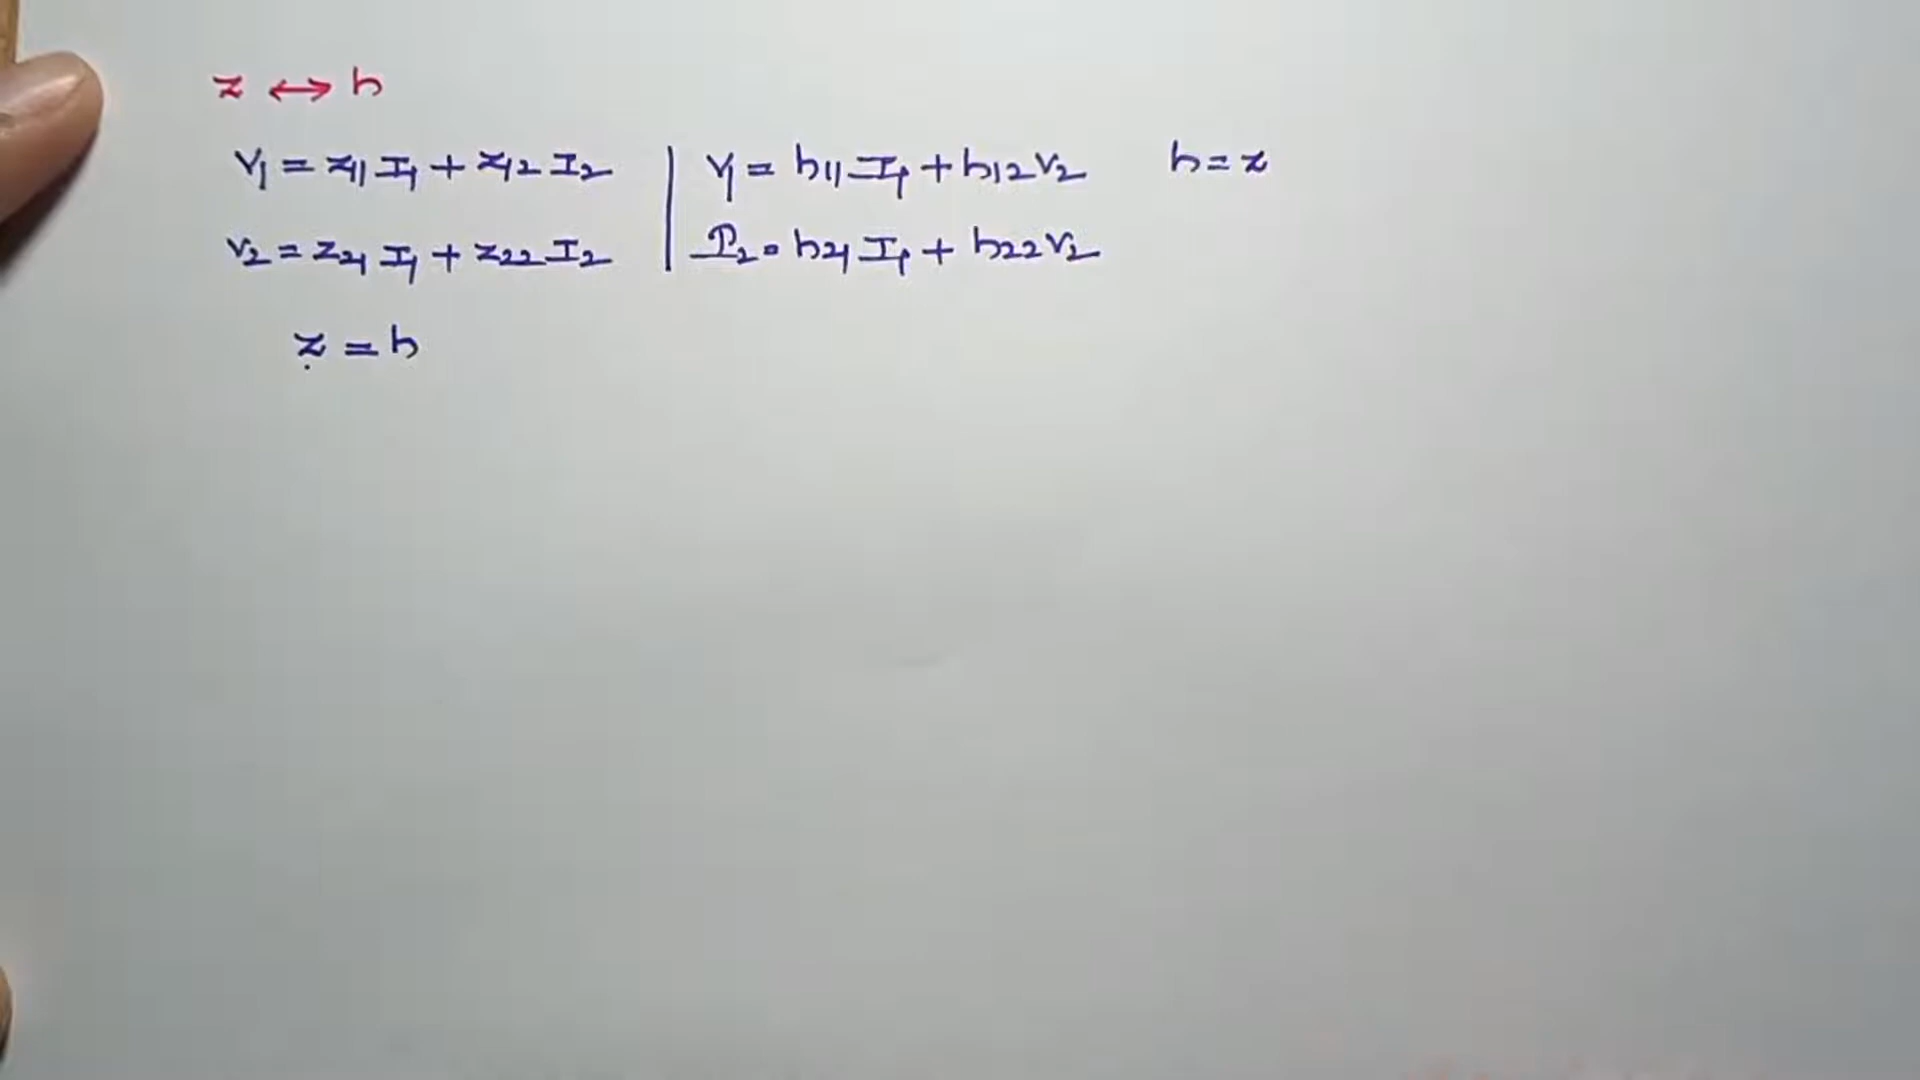 z ↔ h
V1 = z11 I1 + z12 I2 | V1 = h11 I1 + h12 V2 h = z
V2 = z21 I1 + z22 I2 | I2 = h21 I1 + h22 V2
z = h